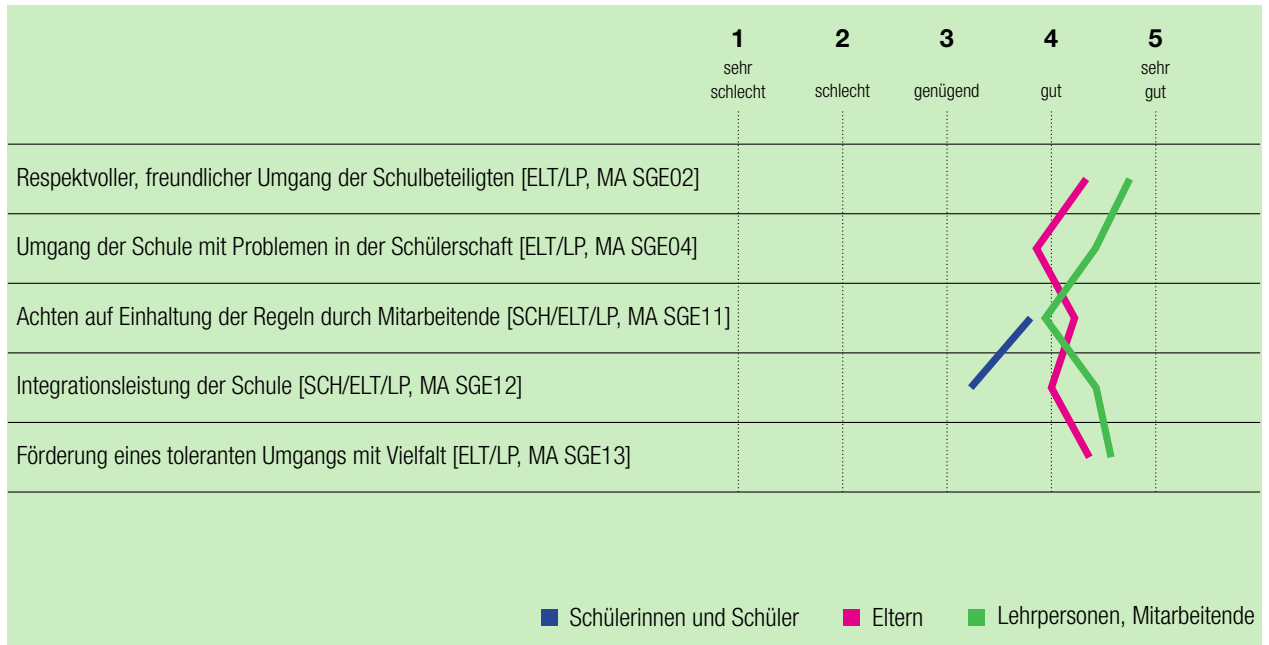 1 2 3 4 5
sehr sehr
schlecht schlecht genügend gut gut
Respektvoller, freundlicher Umgang der Schulbeteiligten [ELT/LP, MA SGE02]
Umgang der Schule mit Problemen in der Schülerschaft [ELT/LP, MA SGE04]
Achten auf Einhaltung der Regeln durch Mitarbeitende [SCH/ELT/LP, MA SGE11]
Integrationsleistung der Schule [SCH/ELT/LP, MA SGE12]
Förderung eines toleranten Umgangs mit Vielfalt [ELT/LP, MA SGE13]
Schülerinnen und Schüler Eltern Lehrpersonen, Mitarbeitende